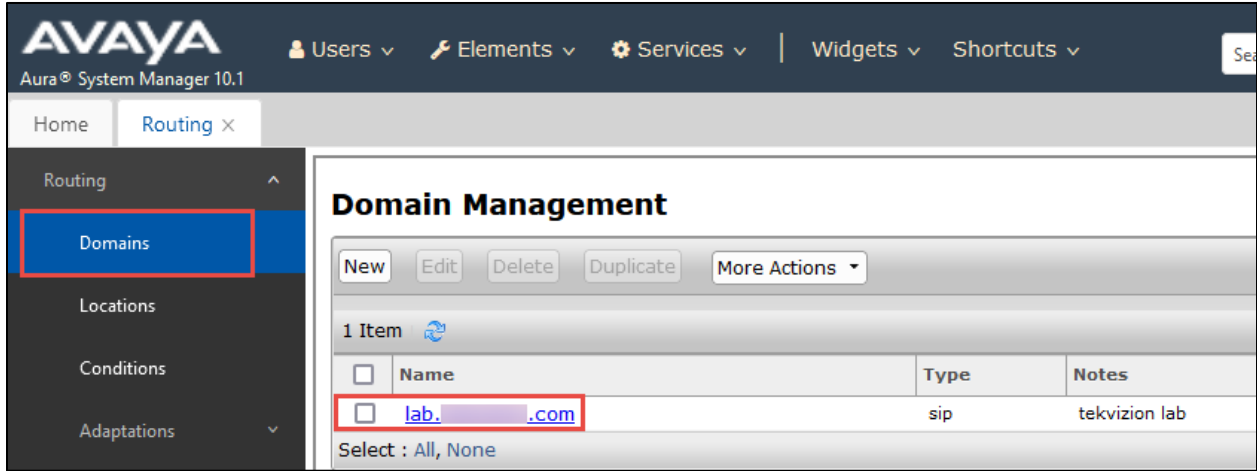 AVAYA
Aura® System Manager 10.1
Users Elements Services Widgets Shortcuts
Home Routing ×
Routing
Domains
Locations
Conditions
Adaptations
Domain Management
New Edit Delete Duplicate More Actions
1 Item
Name Type Notes
lab. .com sip tekvizion lab
Select : All, None